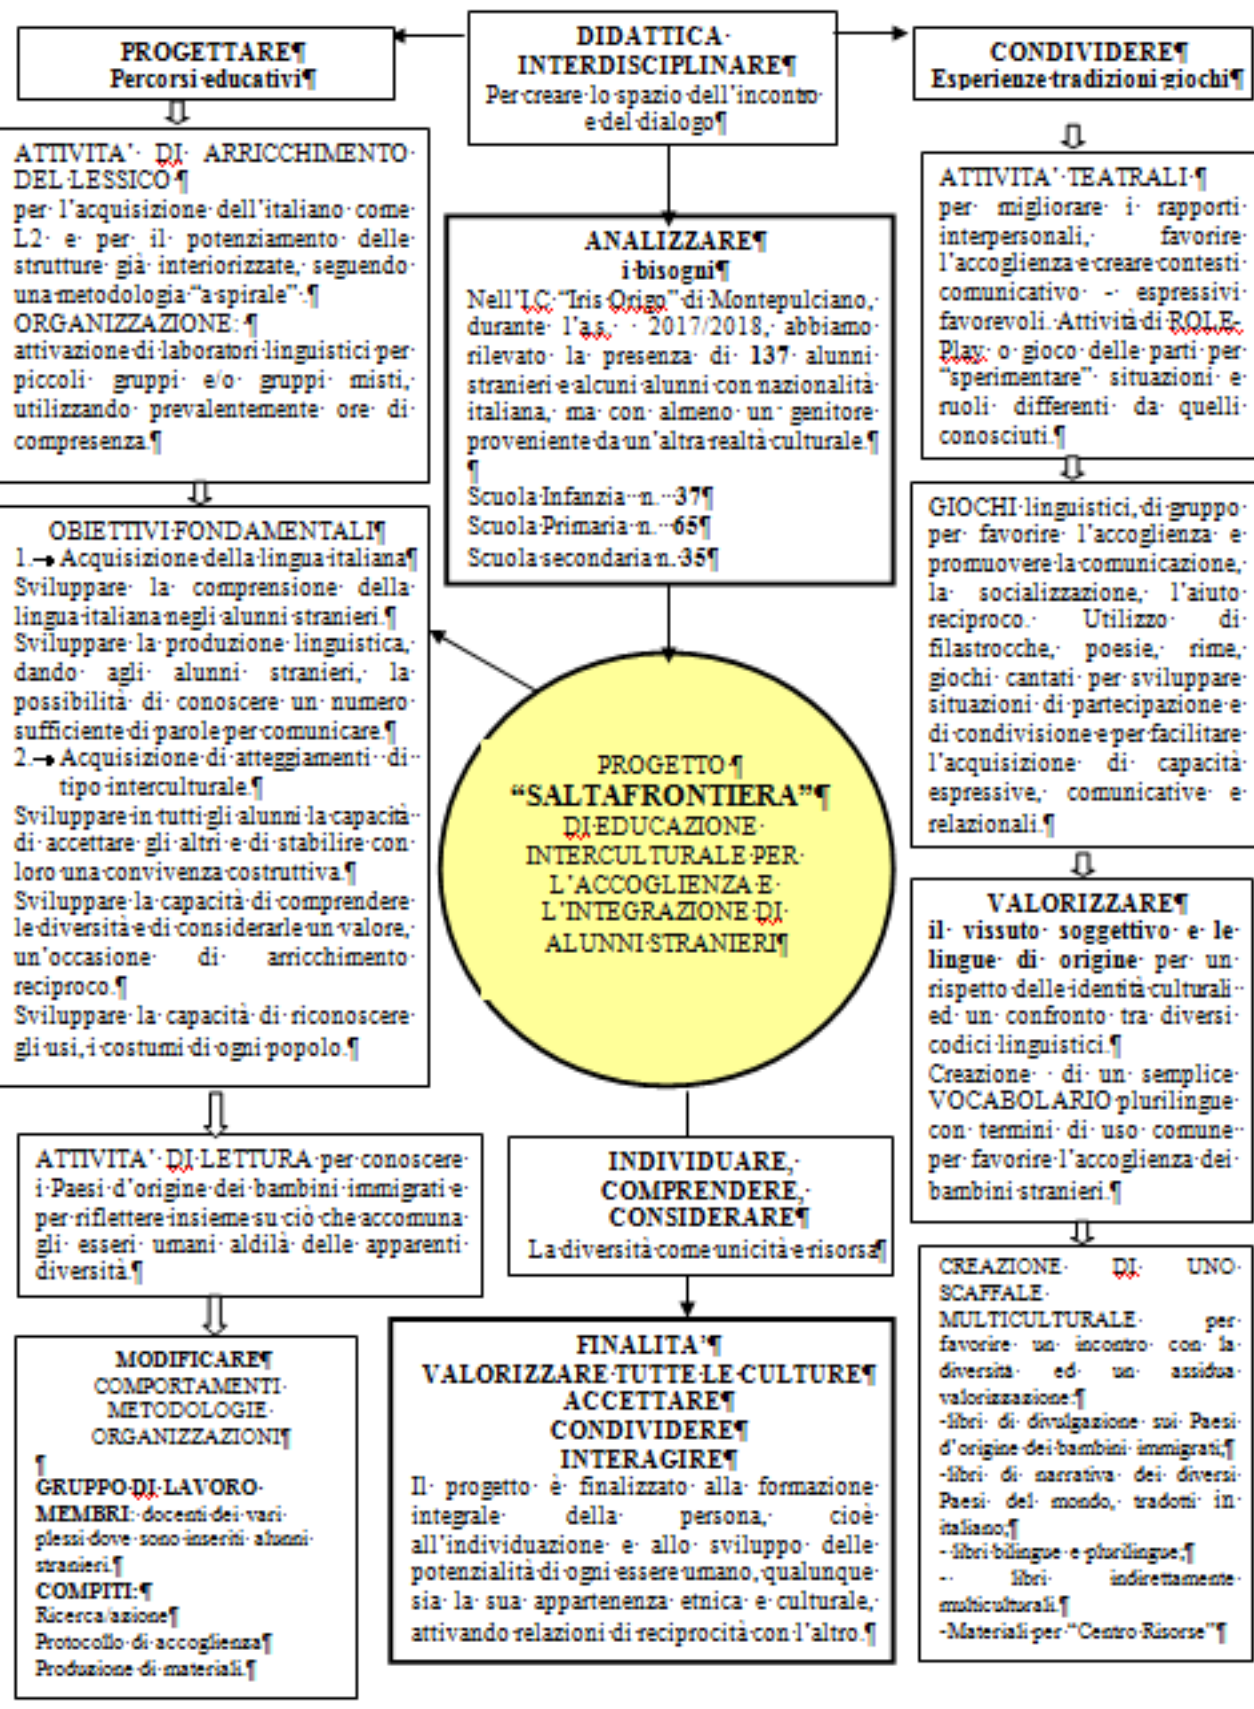 PROGETTARE¶
Percorsi·educativi¶
DIDATTICA·
INTERDISCIPLINARE¶
Per·creare·lo·spazio·dell'incontro·
e·del·dialogo¶
CONDIVIDERE¶
Esperienze·tradizioni·giochi¶
ATTIVITA'· DI· ARRICCHIMENTO·
DEL·LESSICO·¶
per· l'acquisizione· dell'italiano· come·
L2· e· per· il· potenziamento· delle·
strutture· già· interiorizzate,· seguendo·
una·metodologia·"a·spirale"·.¶
ORGANIZZAZIONE:·¶
attivazione·di·laboratori·linguistici·per·
piccoli· gruppi· e/o· gruppi· misti,·
utilizzando· prevalentemente· ore· di·
compresenza.¶
OBIETTIVI·FONDAMENTALI¶
1.→Acquisizione·della·lingua·italiana¶
Sviluppare· la· comprensione· della·
lingua·italiana·negli·alunni·stranieri.¶
Sviluppare· la· produzione· linguistica,·
dando· agli· alunni· stranieri,· la·
possibilità· di· conoscere· un· numero·
sufficiente·di·parole·per·comunicare.¶
2.→Acquisizione·di·atteggiamenti··di··
tipo·interculturale.¶
Sviluppare·in·tutti·gli·alunni·la·capacità··
di· accettare· gli· altri· e· di· stabilire· con·
loro·una·convivenza·costruttiva.¶
Sviluppare·la·capacità·di·comprendere·
le·diversità·e·di·considerarle·un·valore,·
un'occasione· di· arricchimento·
reciproco.¶
Sviluppare· la· capacità· di· riconoscere·
gli·usi,·i·costumi·di·ogni·popolo.¶
ATTIVITA'·DI·LETTURA·per·conoscere·
i·Paesi·d'origine·dei·bambini·immigrati·e·
per·riflettere·insieme·su·ciò·che·accomuna·
gli· esseri· umani· aldilà· delle· apparenti·
diversità.¶
MODIFICARE¶
COMPORTAMENTI·
METODOLOGIE·
ORGANIZZAZIONI¶
¶
GRUPPO·DI·LAVORO·
MEMBRI:·docenti·dei·vari·
plessi·dove·sono·inseriti·alunni·
stranieri.¶
COMPITI:¶
Ricerca/azione¶
Protocollo·di·accoglienza¶
Produzione·di·materiali.¶
ANALIZZARE¶
i·bisogni¶
Nell'I.C.·"Iris·Origo"·di·Montepulciano,·
durante· l'a.s.· · 2017/2018,· abbiamo·
rilevato· la· presenza· di· 137· alunni·
stranieri·e·alcuni·alunni·con·nazionalità·
italiana,· ma· con· almeno· un· genitore·
proveniente·da·un'altra·realtà·culturale.¶
¶
Scuola·Infanzia··n.··37¶
Scuola·Primaria·n.··65¶
Scuola·secondaria·n.·35¶
PROGETTO·¶
"SALTAFRONTIERA"¶
DI·EDUCAZIONE·
INTERCULTURALE·PER·
L'ACCOGLIENZA·E·
L'INTEGRAZIONE·DI·
ALUNNI·STRANIERI¶
INDIVIDUARE,·
COMPRENDERE,·
CONSIDERARE¶
La·diversità·come·unicità·e·risorsa¶
FINALITA'¶
VALORIZZARE·TUTTE·LE·CULTURE¶
ACCETTARE¶
CONDIVIDERE¶
INTERAGIRE¶
Il· progetto· è· finalizzato· alla· formazione·
integrale· della· persona,· cioè·
all'individuazione· e· allo· sviluppo· delle·
potenzialità·di·ogni·essere·umano,·qualunque·
sia· la· sua· appartenenza· etnica· e· culturale,·
attivando·relazioni·di·reciprocità·con·l'altro.¶
ATTIVITA'·TEATRALI·¶
per· migliorare· i· rapporti·
interpersonali,· favorire·
l'accoglienza·e·creare·contesti·
comunicativo· -· espressivi·
favorevoli.·Attività·di·ROLE-
Play· o· gioco· delle· parti· per·
"sperimentare"· situazioni· e·
ruoli· differenti· da· quelli·
conosciuti.¶
GIOCHI·linguistici,·di·gruppo·
per· favorire· l'accoglienza· e·
promuovere·la·comunicazione,·
la· socializzazione,· l'aiuto·
reciproco.· Utilizzo· di·
filastrocche,· poesie,· rime,·
giochi· cantati· per· sviluppare·
situazioni· di· partecipazione· e·
di·condivisione·e·per·facilitare·
l'acquisizione· di· capacità·
espressive,· comunicative· e·
relazionali.¶
VALORIZZARE¶
il· vissuto· soggettivo· e· le·
lingue· di· origine· per· un·
rispetto·delle·identità·culturali··
ed· un· confronto· tra· diversi·
codici·linguistici.¶
Creazione· · di· un· semplice·
VOCABOLARIO·plurilingue·
con· termini· di· uso· comune··
per·favorire·l'accoglienza·dei·
bambini·stranieri.¶
CREAZIONE· DI· UNO·
SCAFFALE·
MULTICULTURALE· per·
favorire· un· incontro· con· la·
diversità· ed· un· assidua·
valorizzazione:¶
-libri· di· divulgazione· sui· Paesi·
d'origine·dei·bambini·immigrati;¶
-libri· di· narrativa· dei· diversi·
Paesi· del· mondo,· tradotti· in·
italiano;¶
-·libri·bilingue·e·plurilingue;¶
-· libri· indirettamente·
multiculturali.¶
-Materiali·per·"Centro·Risorse"¶